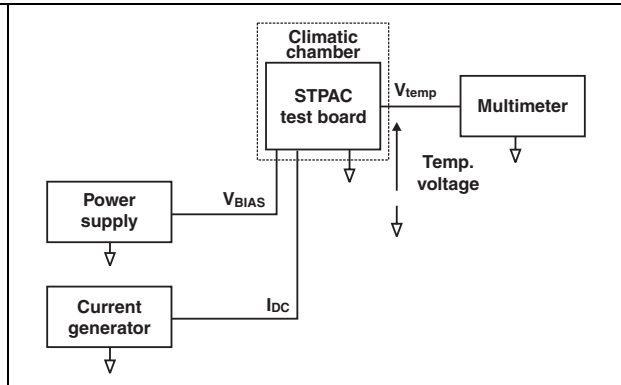 Climatic
chamber
STPAC
test board
Vtemp
Multimeter
Temp.
voltage
Power
supply
VBIAS
Current
generator
IDC